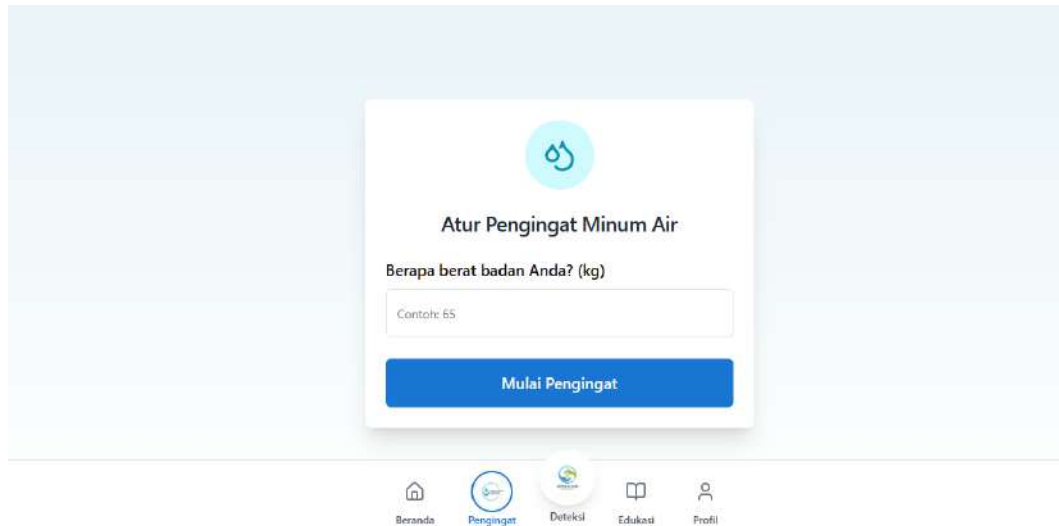 Atur Pengingat Minum Air
Berapa berat badan Anda? (kg)
Contoh: 65
Mulai Pengingat
Beranda Pengingat Deteksi Edukasi Profil